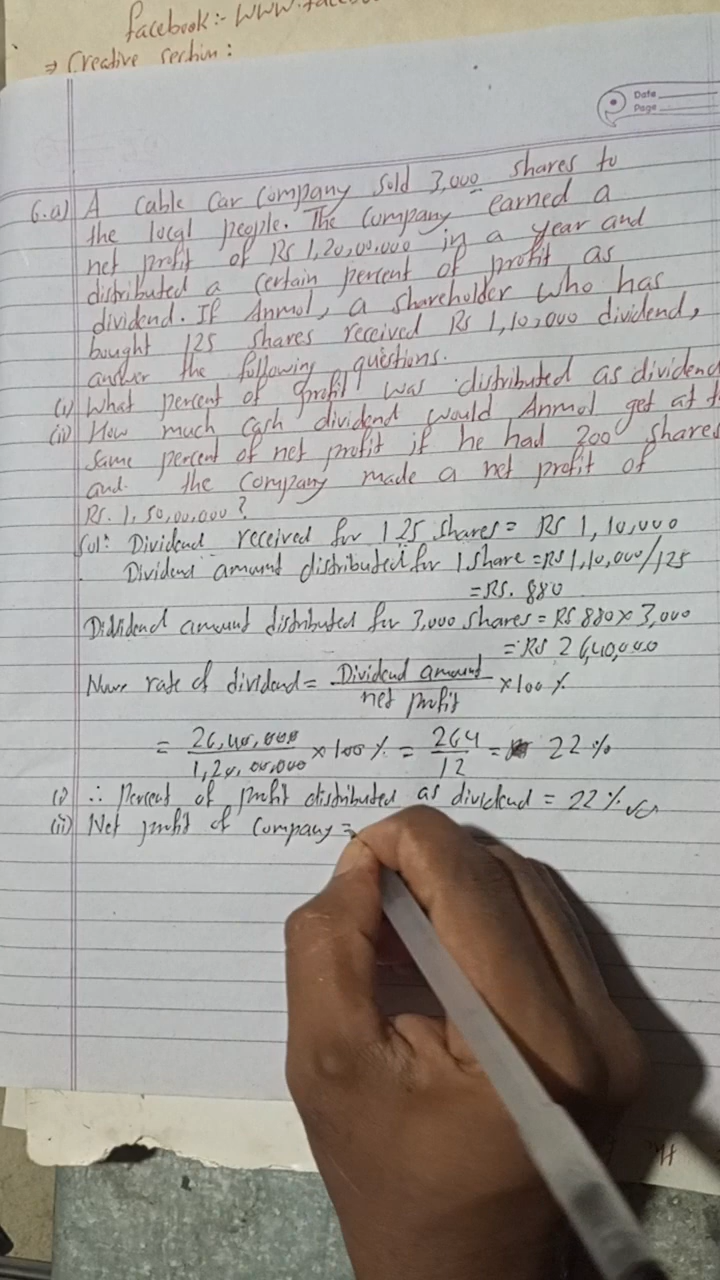 facebook:- WWW.face
⇒ Creative section:
Date
Page
6.a) A Cable Car Company sold 3,000 shares to
the local people. The Company earned a
net profit of RS 1,20,00,000 in a year and
distributed a certain percent of profit as
dividend. If Anmol, a shareholder who has
bought 125 shares received Rs 1,10,000 dividend,
answer the following questions.
(i) What percent of profit was distributed as dividend
(ii) How much cash dividend would Anmol get at t
same percent of net profit if he had 200 shares
and the Company made a net profit of
Rs. 1,50,00,000?
Solⁿ: Dividend received for 125 shares = Rs 1,10,000
Dividend amount distributed for 1 share = Rs 1,10,000/125
= Rs. 880
Dididend amount distributed for 3,000 shares = Rs 880 × 3,000
= Rs 26,40,000
Now rate of dividend = Dividend amount / net profit × 100 %
= 26,40,000 / 1,20,00,000 × 100 % = 264 / 12 = 22 %
(i) ∴ Percent of profit distributed as dividend = 22 %
(ii) Net profit of Company =